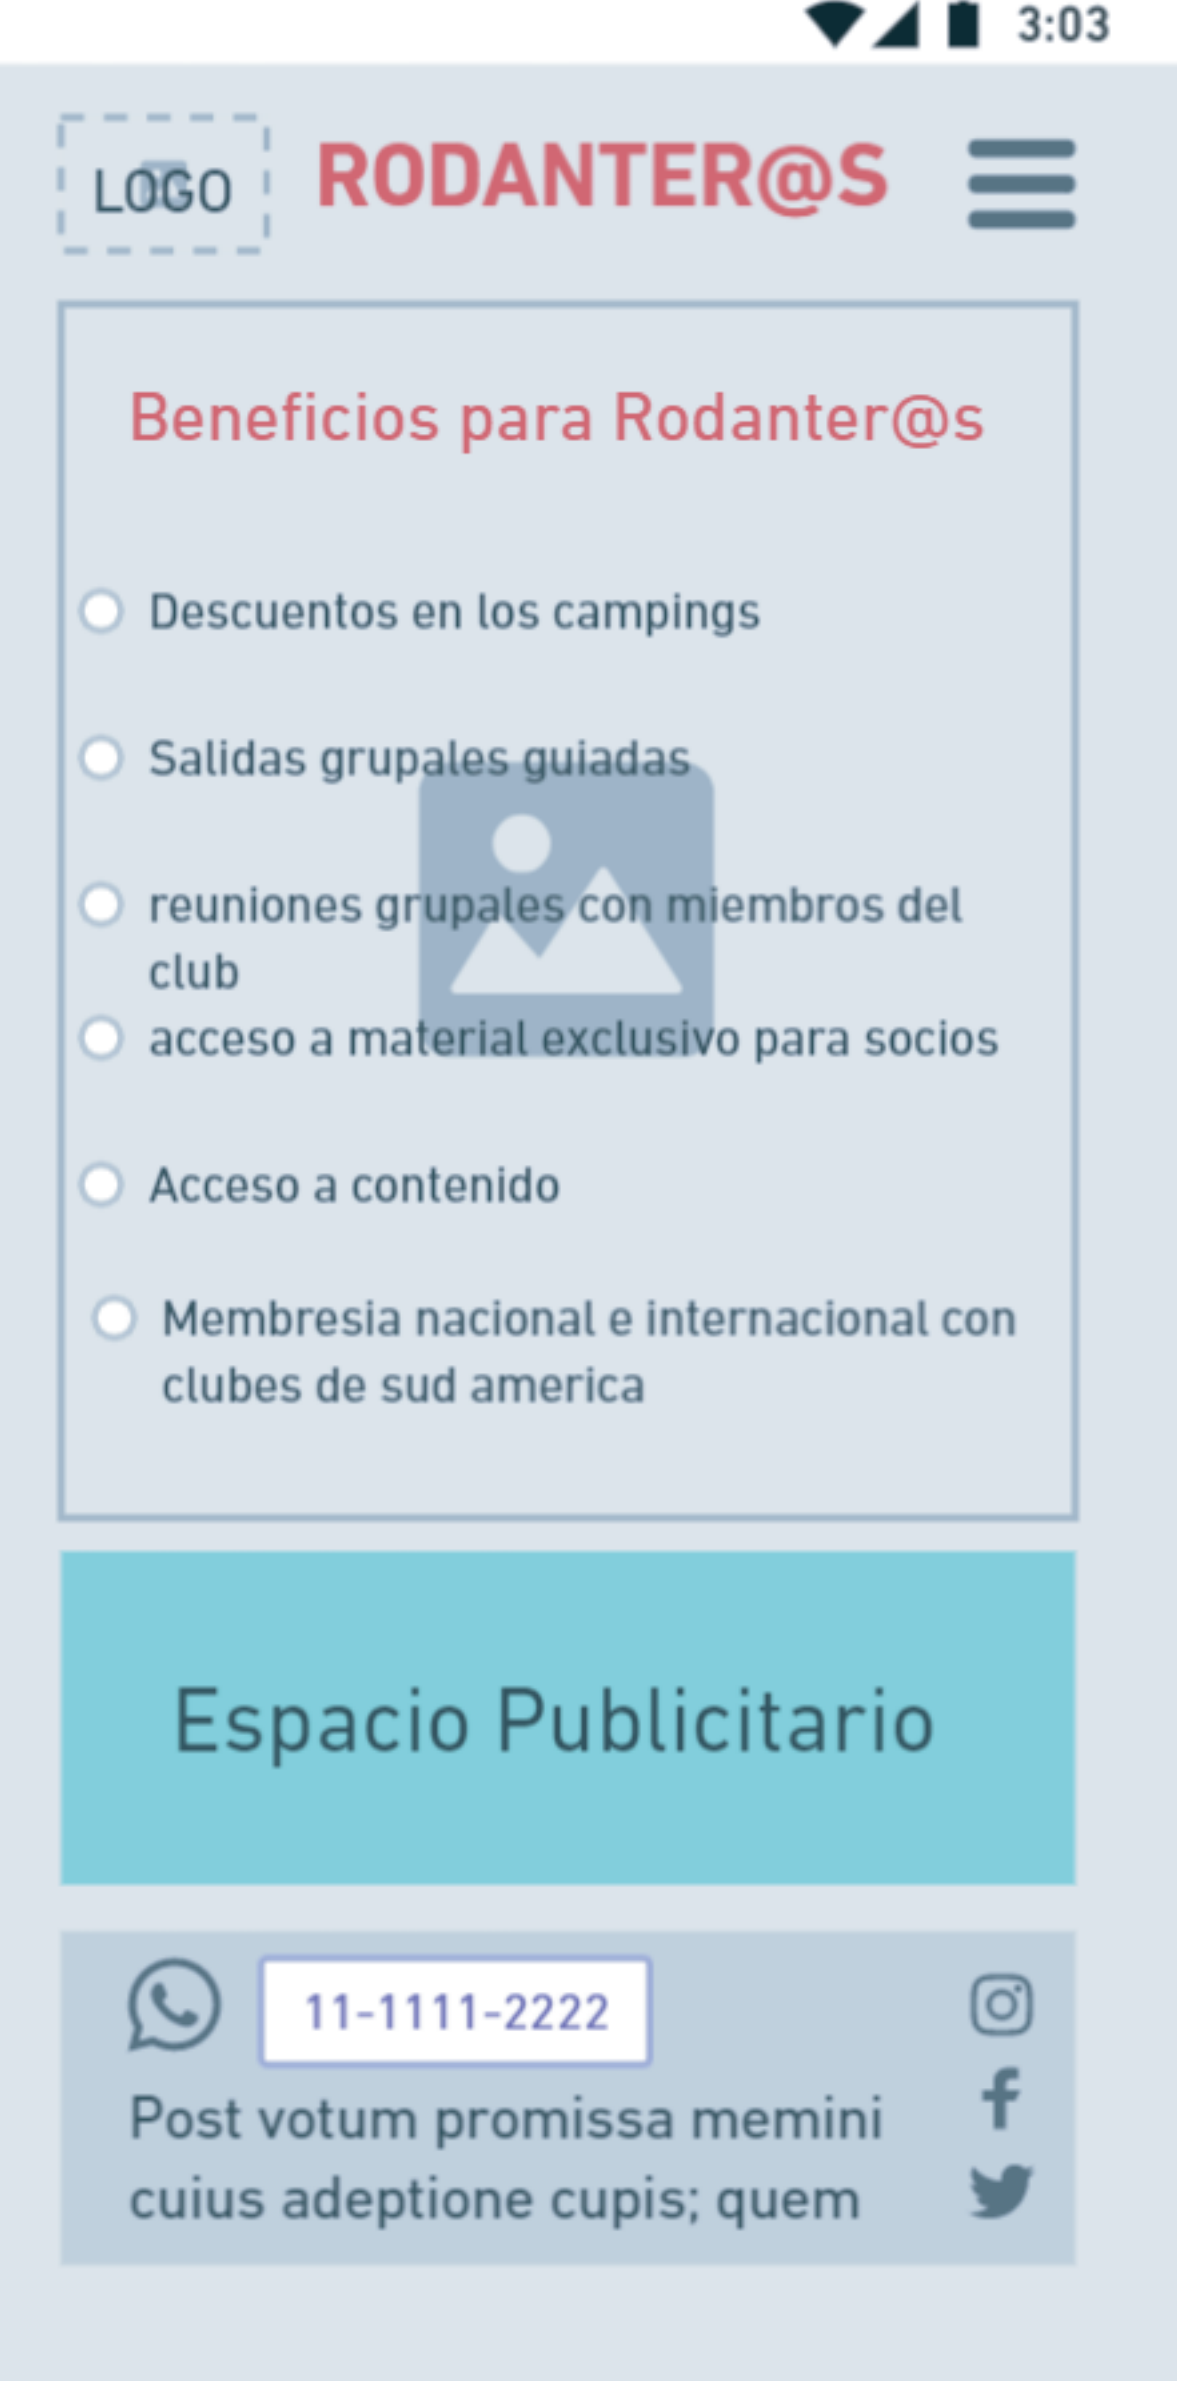 3:03
LOGO
RODANTER@S
Beneficios para Rodanter@s
Descuentos en los campings
Salidas grupales guiadas
reuniones grupales con miembros del
club
acceso a material exclusivo para socios
Acceso a contenido
Membresia nacional e internacional con
clubes de sud america
Espacio Publicitario
11-1111-2222
Post votum promissa memini
cuius adeptione cupis; quem